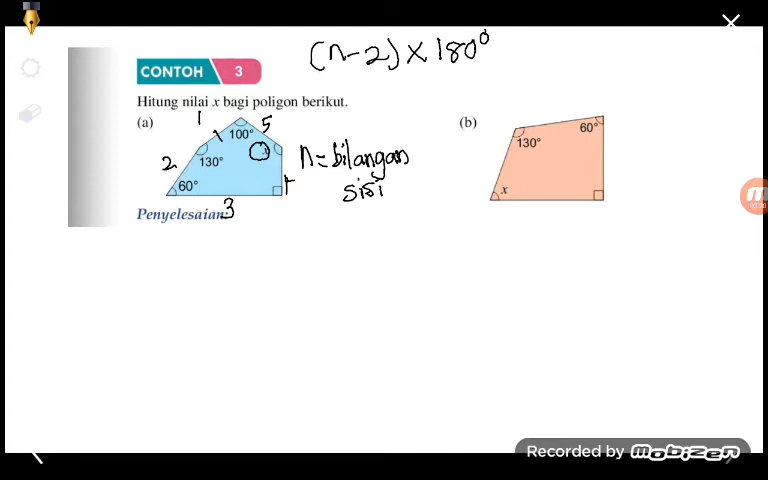 (n-2) × 180°
CONTOH 3
Hitung nilai x bagi poligon berikut.
(a)
1
5
100°
x
2
130°
60°
4
3
n = bilangan
sisi
(b)
60°
130°
x
Penyelesaian:
Recorded by MOBIZEN